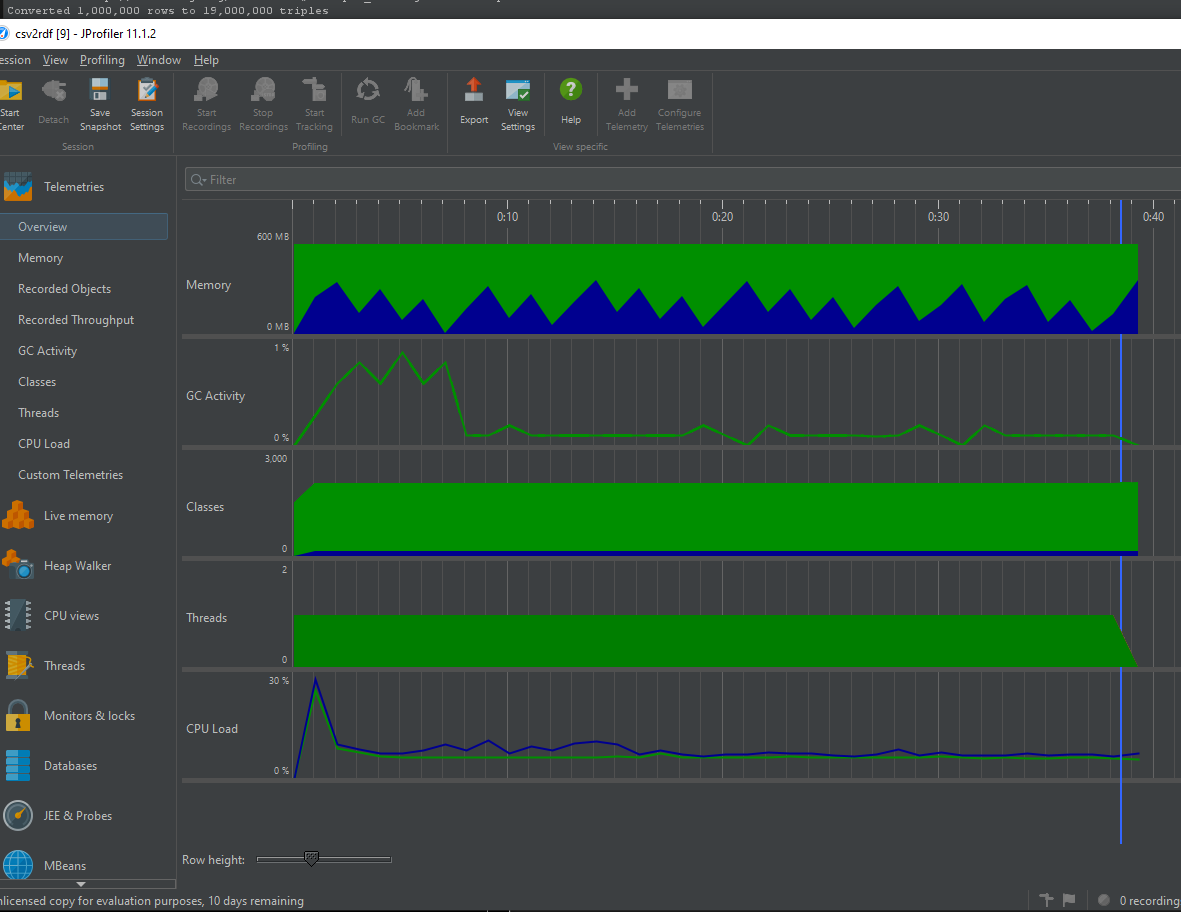 Converted 1,000,000 rows to 19,000,000 triples
csv2rdf [9] - JProfiler 11.1.2
ession View Profiling Window Help
Start Center
Detach
Save Snapshot
Session Settings
Start Recordings
Stop Recordings
Start Tracking
Run GC
Add Bookmark
Export
View Settings
Help
Add Telemetry
Configure Telemetries
Session
Profiling
View specific
Telemetries
Overview
Memory
Recorded Objects
Recorded Throughput
GC Activity
Classes
Threads
CPU Load
Custom Telemetries
Live memory
Heap Walker
CPU views
Threads
Monitors & locks
Databases
JEE & Probes
MBeans
Filter
0:10 0:20 0:30 0:40
600 MB
Memory
0 MB
1 %
GC Activity
0 %
3,000
Classes
0
2
Threads
0
30 %
CPU Load
0 %
Row height:
nlicensed copy for evaluation purposes, 10 days remaining
0 recording